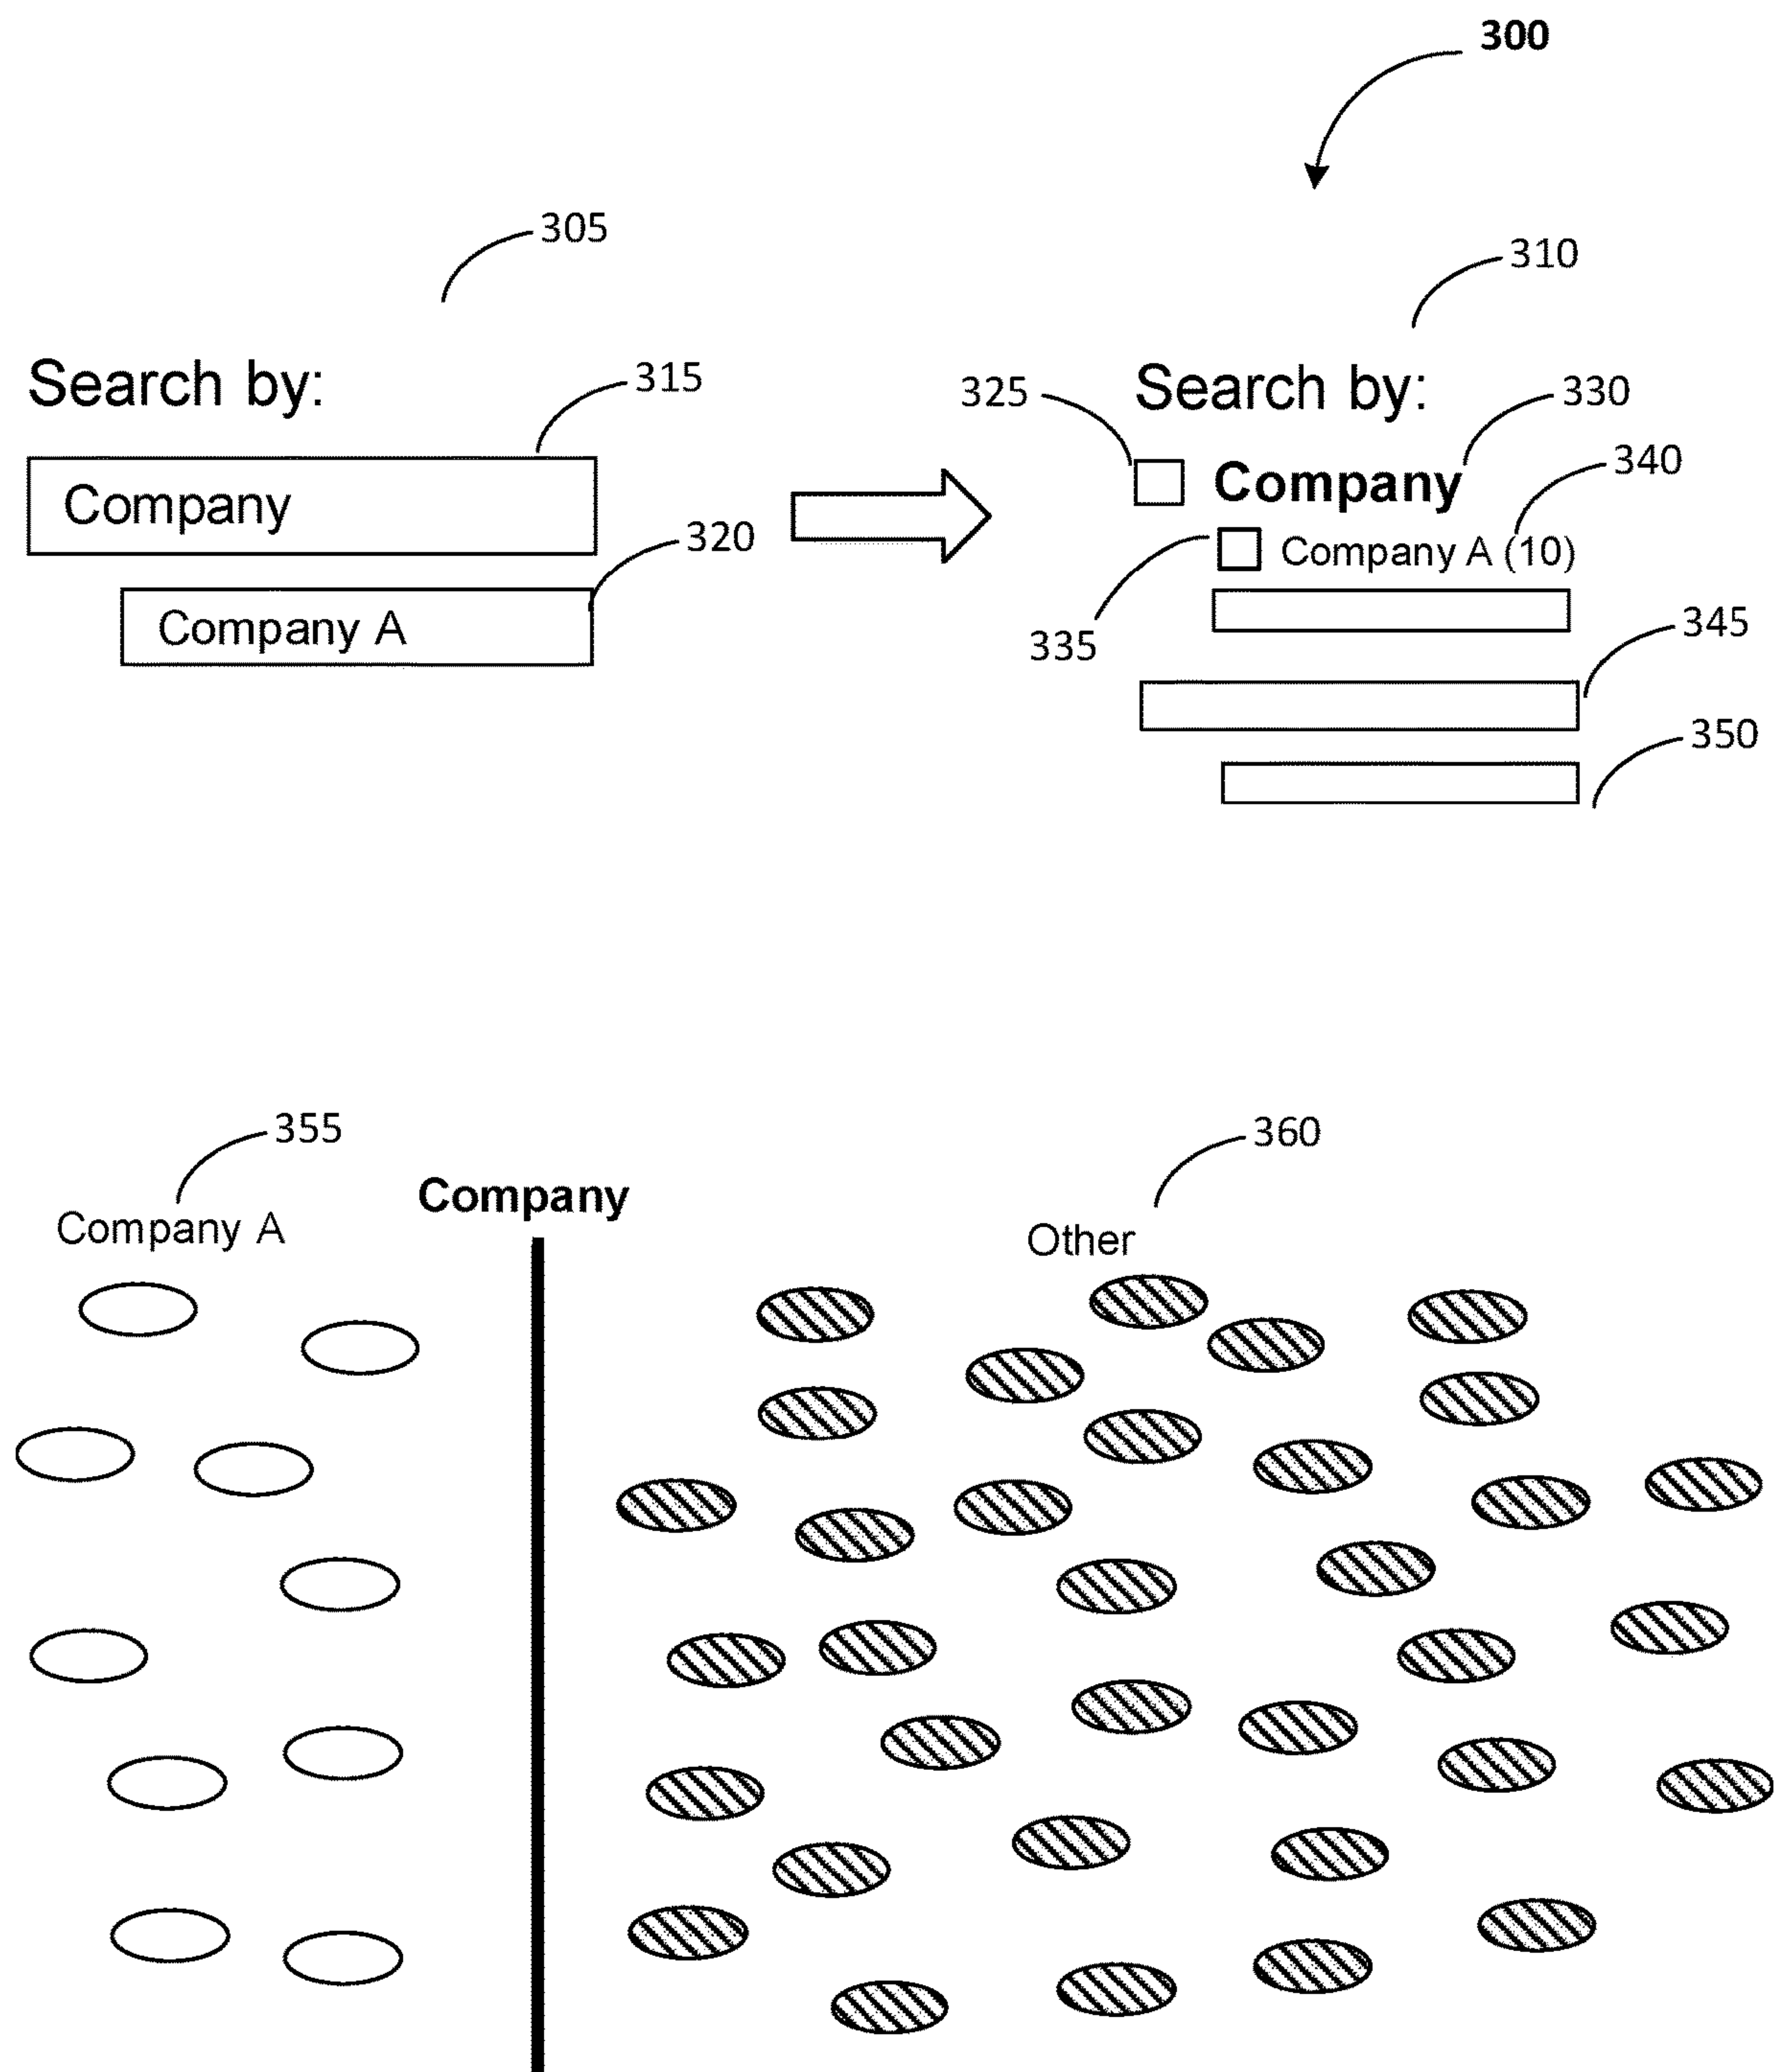 300
305
310
Search by:
315
Search by:
325
330
Company
Company
340
320
Company A (10)
Company A
335
345
350
355
360
Company
Company A
Other